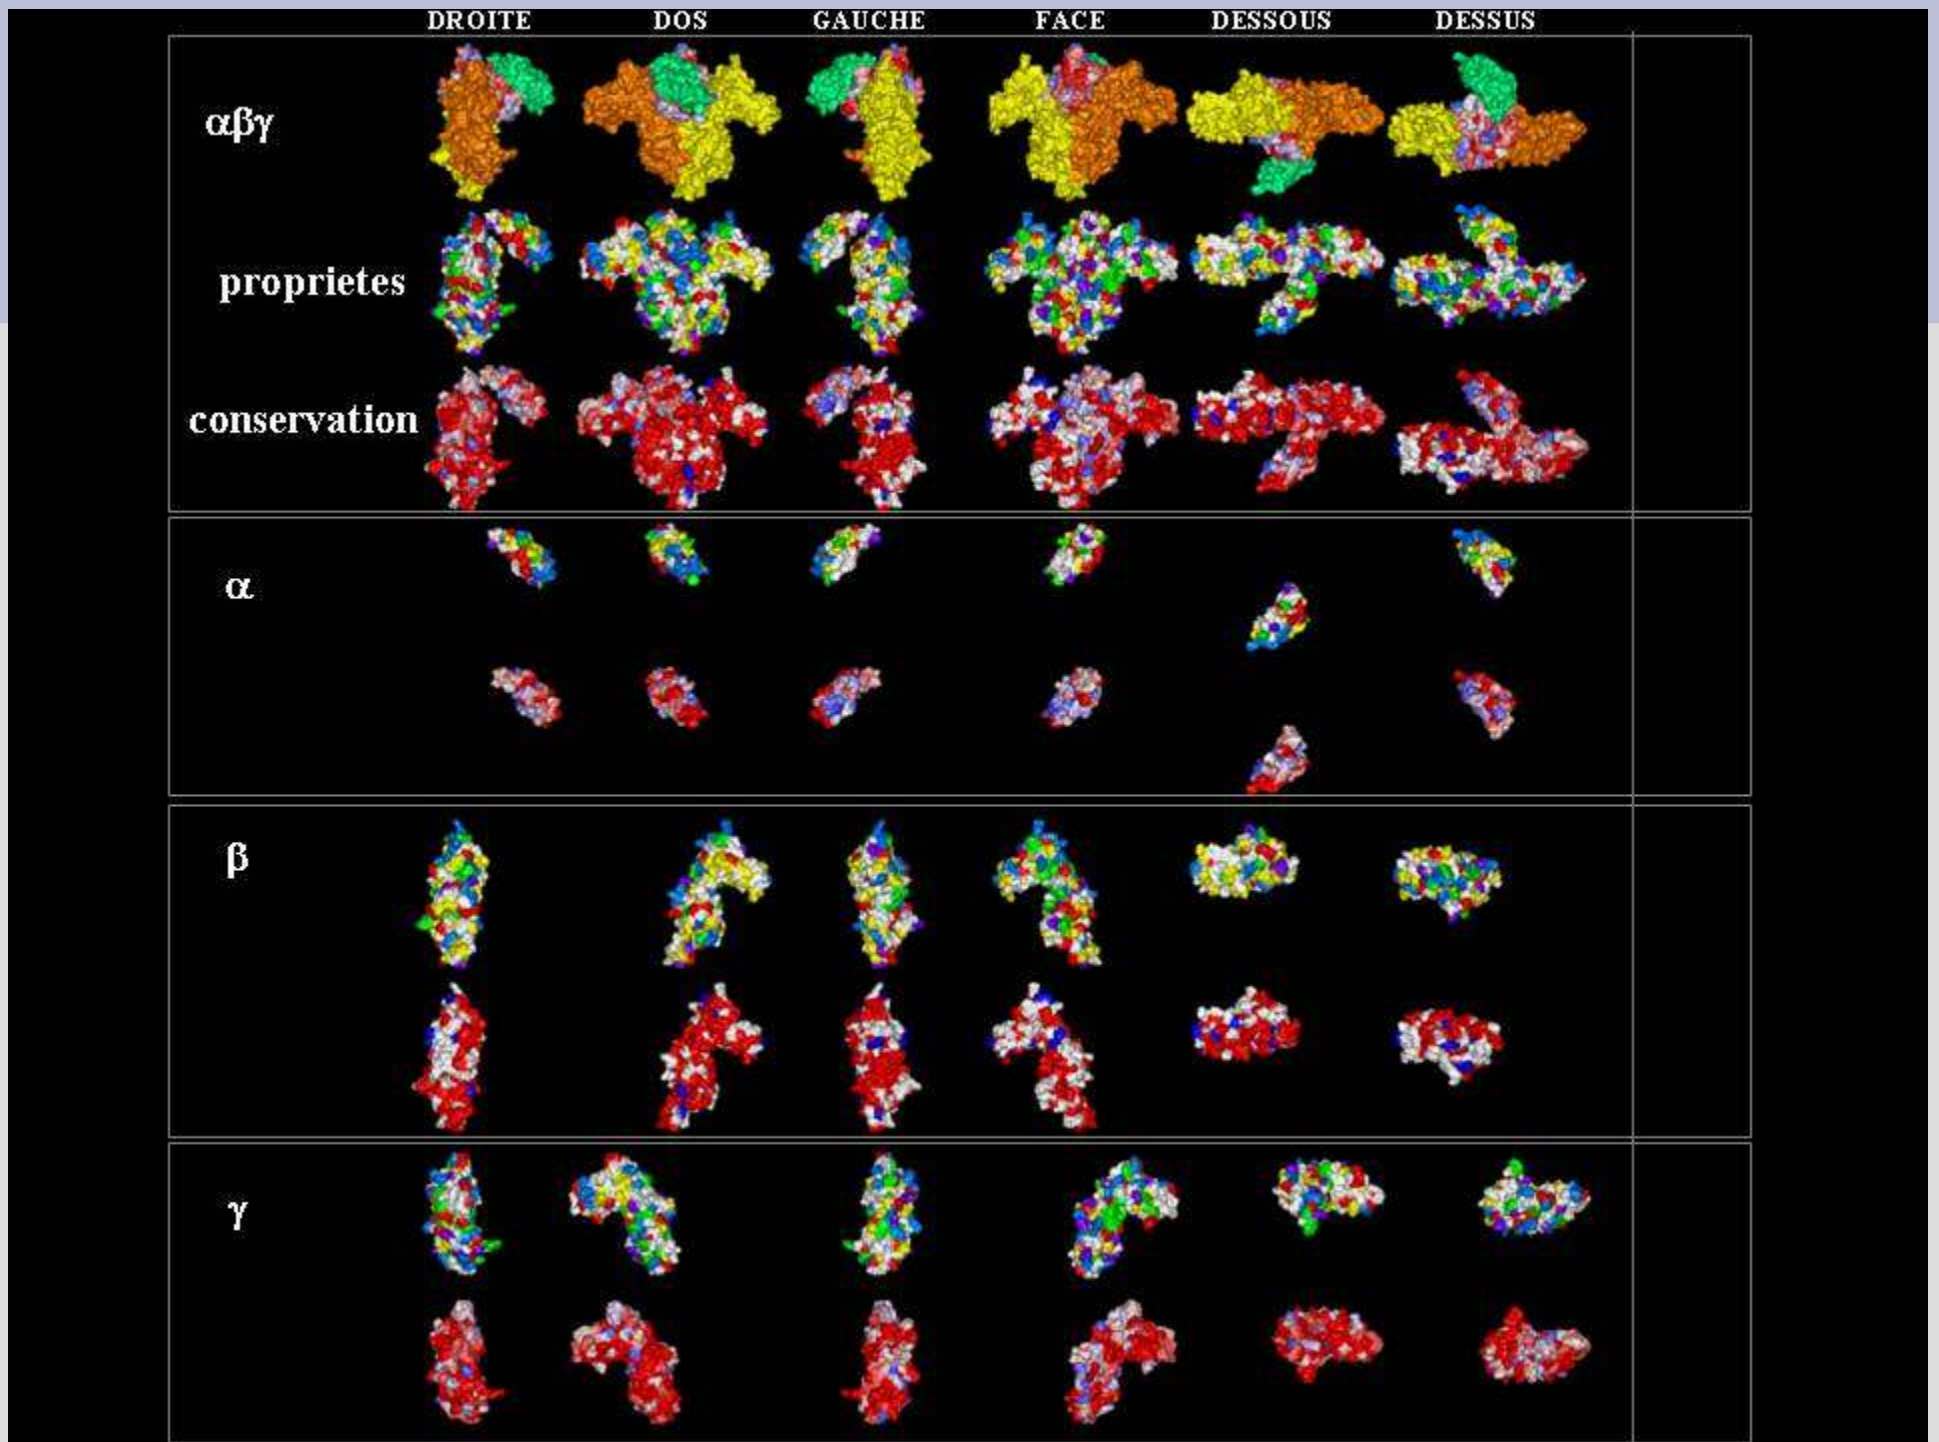 DROITE DOS GAUCHE FACE DESSOUS DESSUS
αβγ
proprietes
conservation
α
β
γ